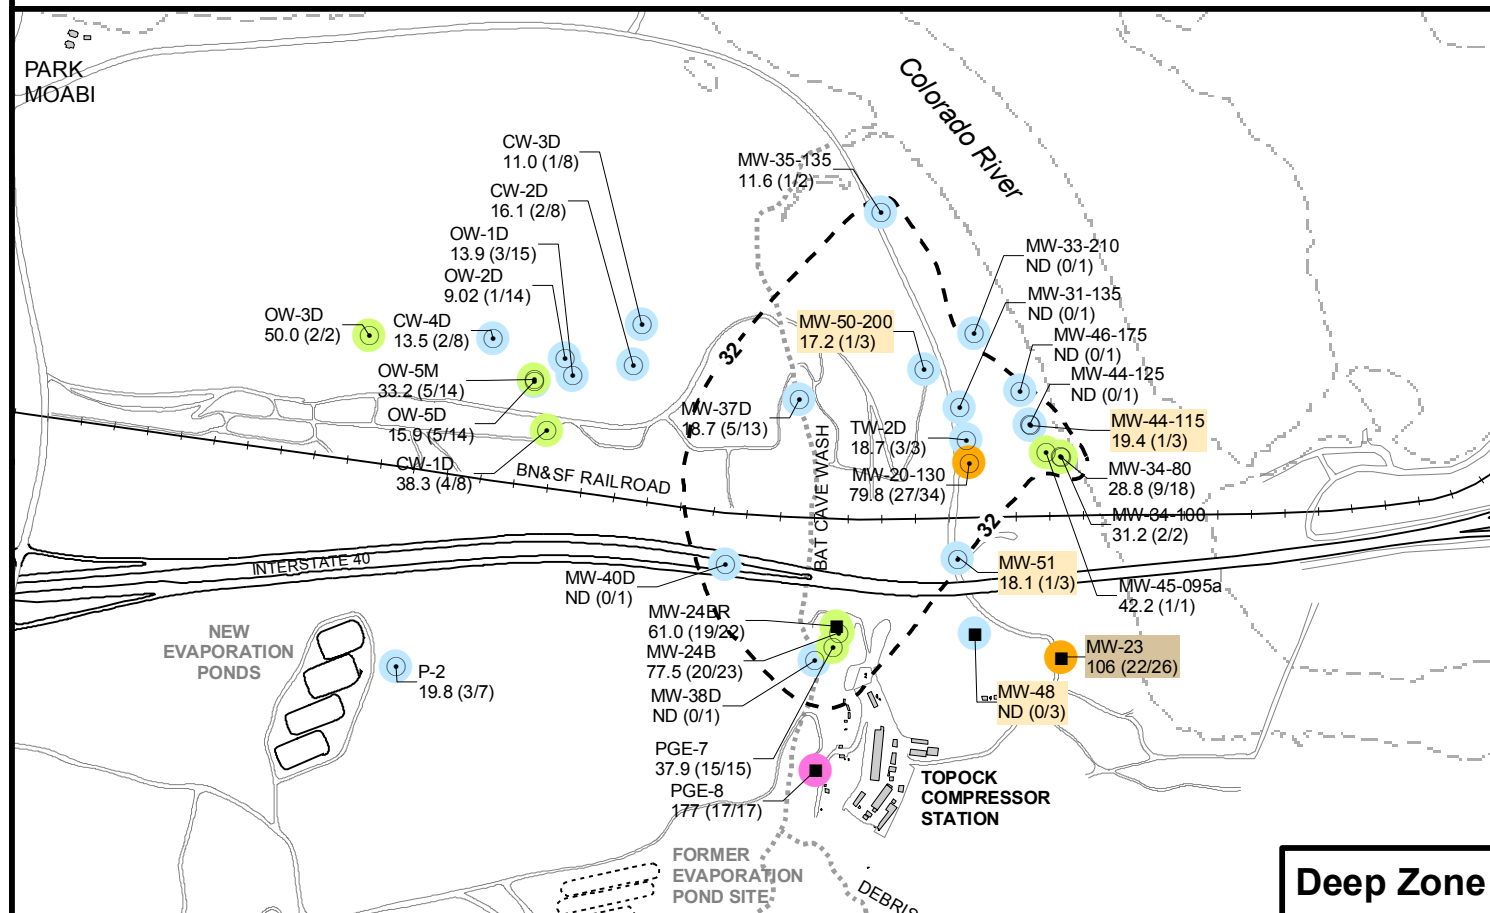 PARK
MOABI
Colorado River
CW-3D
11.0 (1/8)
MW-35-135
11.6 (1/2)
CW-2D
16.1 (2/8)
OW-1D
13.9 (3/15)
OW-2D
9.02 (1/14)
MW-33-210
ND (0/1)
MW-31-135
ND (0/1)
OW-3D
50.0 (2/2)
CW-4D
13.5 (2/8)
MW-50-200
17.2 (1/3)
MW-46-175
ND (0/1)
32
MW-44-125
ND (0/1)
OW-5M
33.2 (5/14)
MW-37D
18.7 (5/13)
OW-5D
15.9 (5/14)
TW-2D
18.7 (3/3)
MW-44-115
19.4 (1/3)
CW-1D
38.3 (4/8)
BN&SF RAILROAD
MW-20-130
79.8 (27/34)
MW-34-80
28.8 (9/18)
BAT CAVE WASH
32
MW-34-100
31.2 (2/2)
INTERSTATE 40
MW-40D
ND (0/1)
MW-51
18.1 (1/3)
MW-45-095a
42.2 (1/1)
NEW
EVAPORATION
PONDS
MW-24BR
61.0 (19/22)
MW-24B
77.5 (20/23)
MW-23
106 (22/26)
P-2
19.8 (3/7)
MW-38D
ND (0/1)
MW-48
ND (0/3)
PGE-7
37.9 (15/15)
PGE-8
177 (17/17)
TOPOCK
COMPRESSOR
STATION
FORMER
EVAPORATION
POND SITE
DEBRIS
Deep Zone